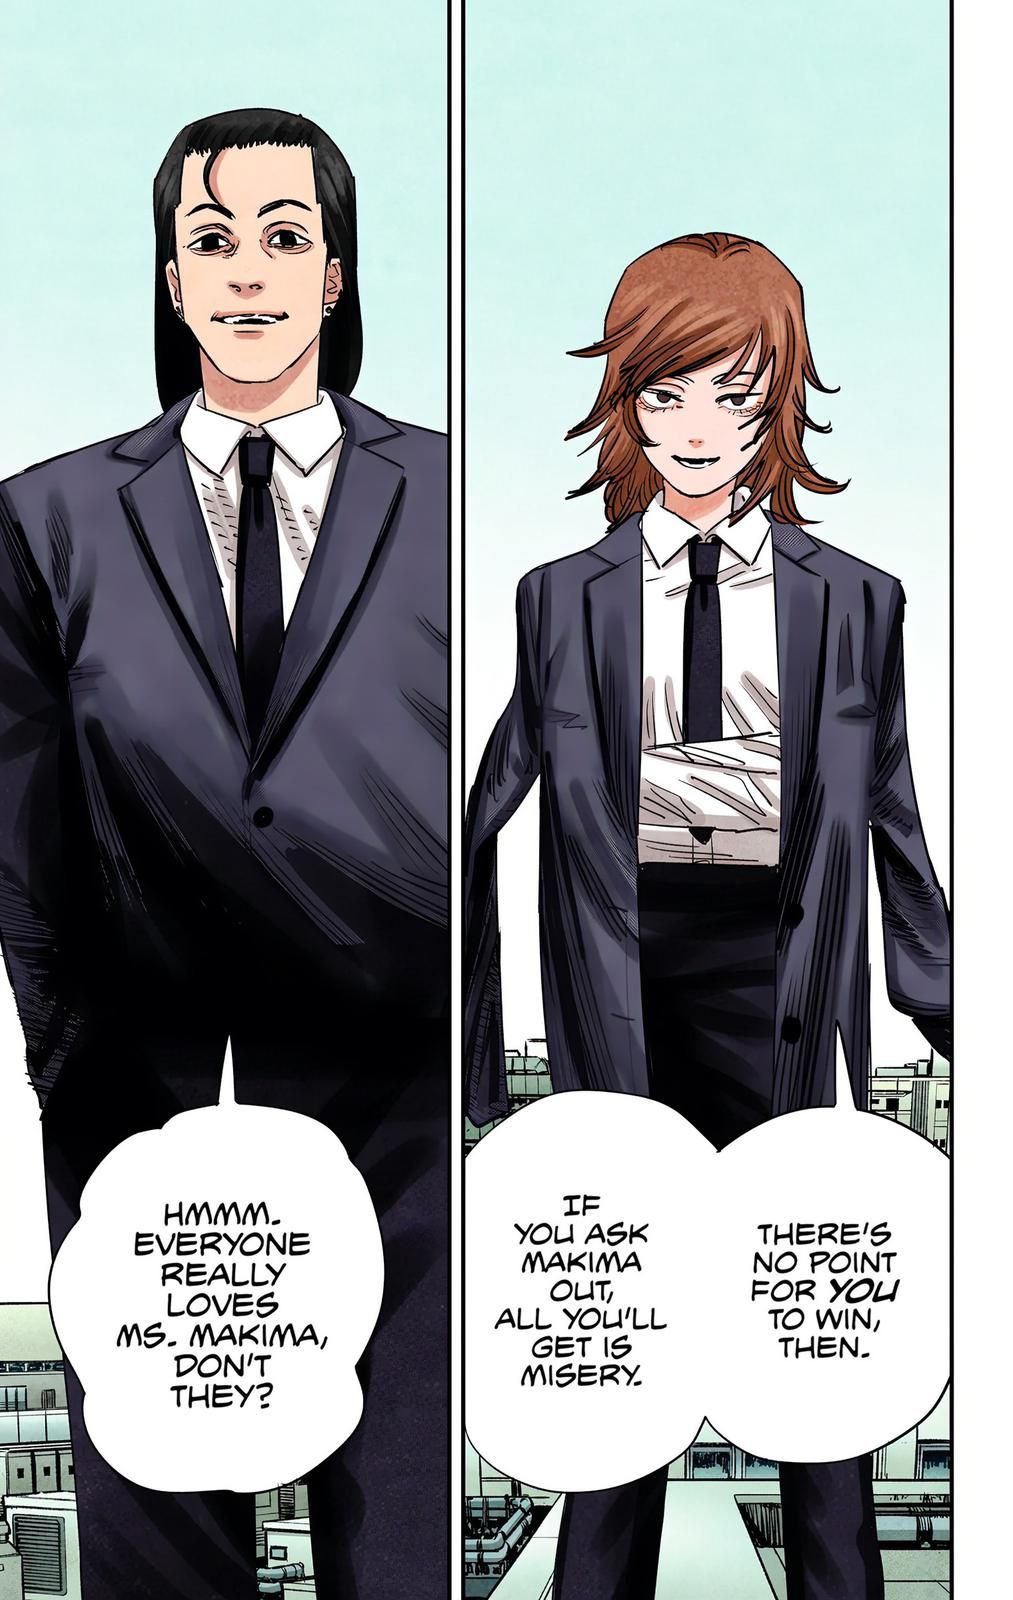 THERE'S
NO POINT
FOR YOU
TO WIN,
THEN.
IF
YOU ASK
MAKIMA
OUT,
ALL YOU'LL
GET IS
MISERY.
HMMM.
EVERYONE
REALLY
LOVES
MS. MAKIMA,
DON'T
THEY?